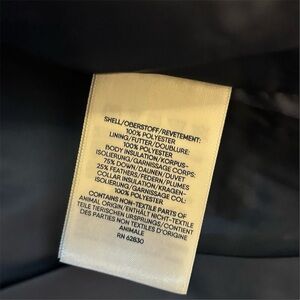 SHELL/OBERSTOFF/REVETEMENT:
100% POLYESTER
LINING/FUTTER/DOUBLURE:
100% POLYESTER
BODY INSULATION/KORPUS-
ISOLIERUNG/GARNISSAGE CORPS:
75% DOWN/DAUNEN/DUVET
25% FEATHERS/FEDERN/PLUMES
COLLAR INSULATION/KRAGEN-
ISOLIERUNG/GARNISSAGE COL:
100% POLYESTER
CONTAINS NON-TEXTILE PARTS OF
ANIMAL ORIGIN/ENTHÄLT NICHT-TEXTILE
TEILE TIERISCHEN URSPRUNGS/CONTIENT
DES PARTIES NON TEXTILES D'ORIGINE
ANIMALE
RN 62830